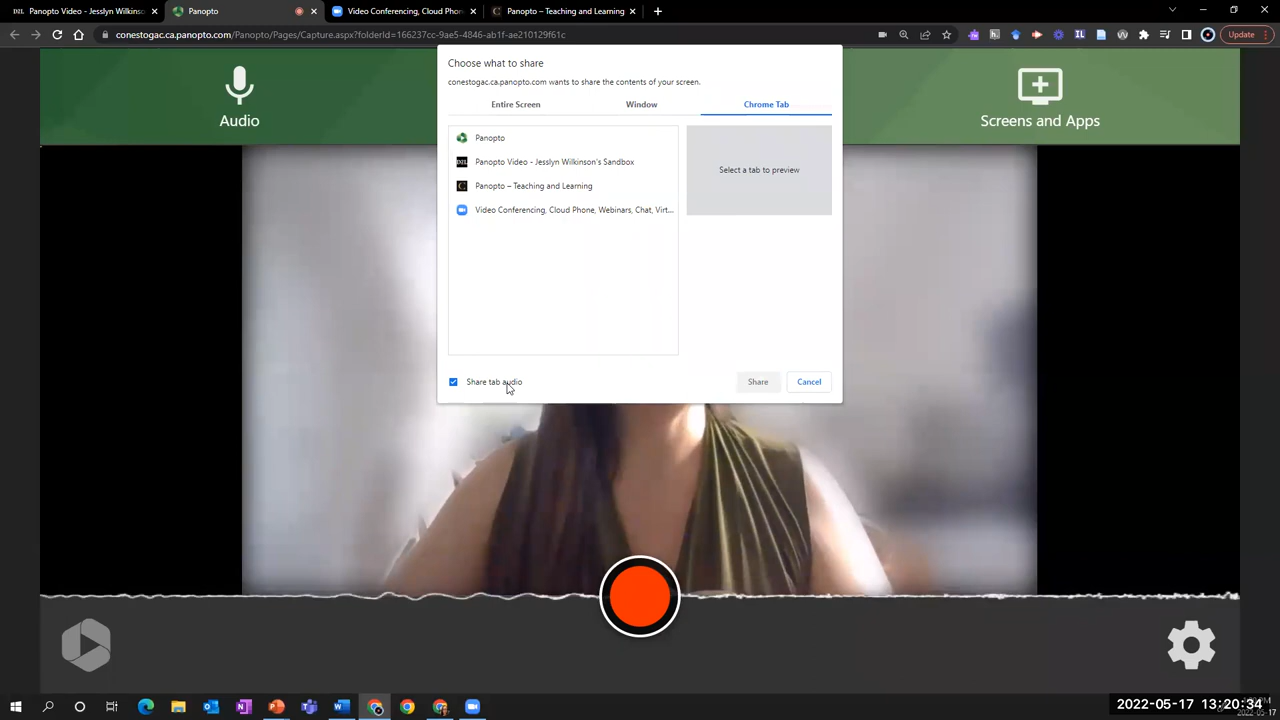 Panopto Video - Jesslyn Wilkinso
Panopto
Video Conferencing, Cloud Phon
Panopto – Teaching and Learning
conestogac.ca.panopto.com/Panopto/Pages/Capture.aspx?folderId=166237cc-9ae5-4846-ab1f-ae210129f61c
Update
Choose what to share
conestogac.ca.panopto.com wants to share the contents of your screen.
Entire Screen
Window
Chrome Tab
Audio
Screens and Apps
Panopto
Panopto Video - Jesslyn Wilkinson's Sandbox
Panopto – Teaching and Learning
Video Conferencing, Cloud Phone, Webinars, Chat, Virt...
Select a tab to preview
Share tab audio
Share
Cancel
2022-05-17 13:20:34